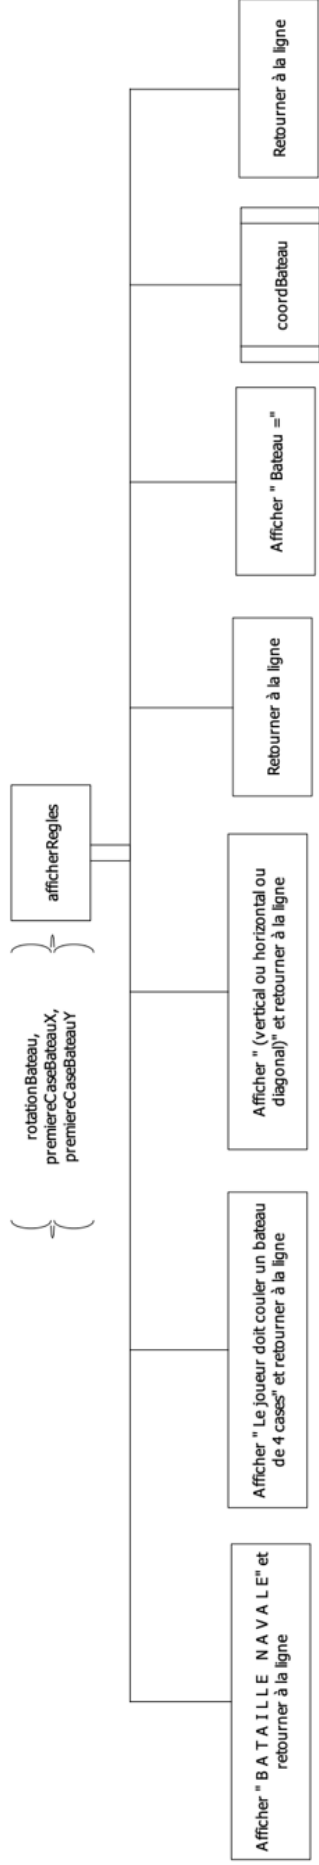 rotationBateau,
premiereCaseBateauX,
premiereCaseBateauY
afficherRegles
Afficher " B A T A I L L E   N A V A L E" et
retourner à la ligne
Afficher " Le joueur doit couler un bateau
de 4 cases" et retourner à la ligne
Afficher " (vertical ou horizontal ou
diagonal)" et retourner à la ligne
Retourner à la ligne
Afficher " Bateau ="
coordBateau
Retourner à la ligne